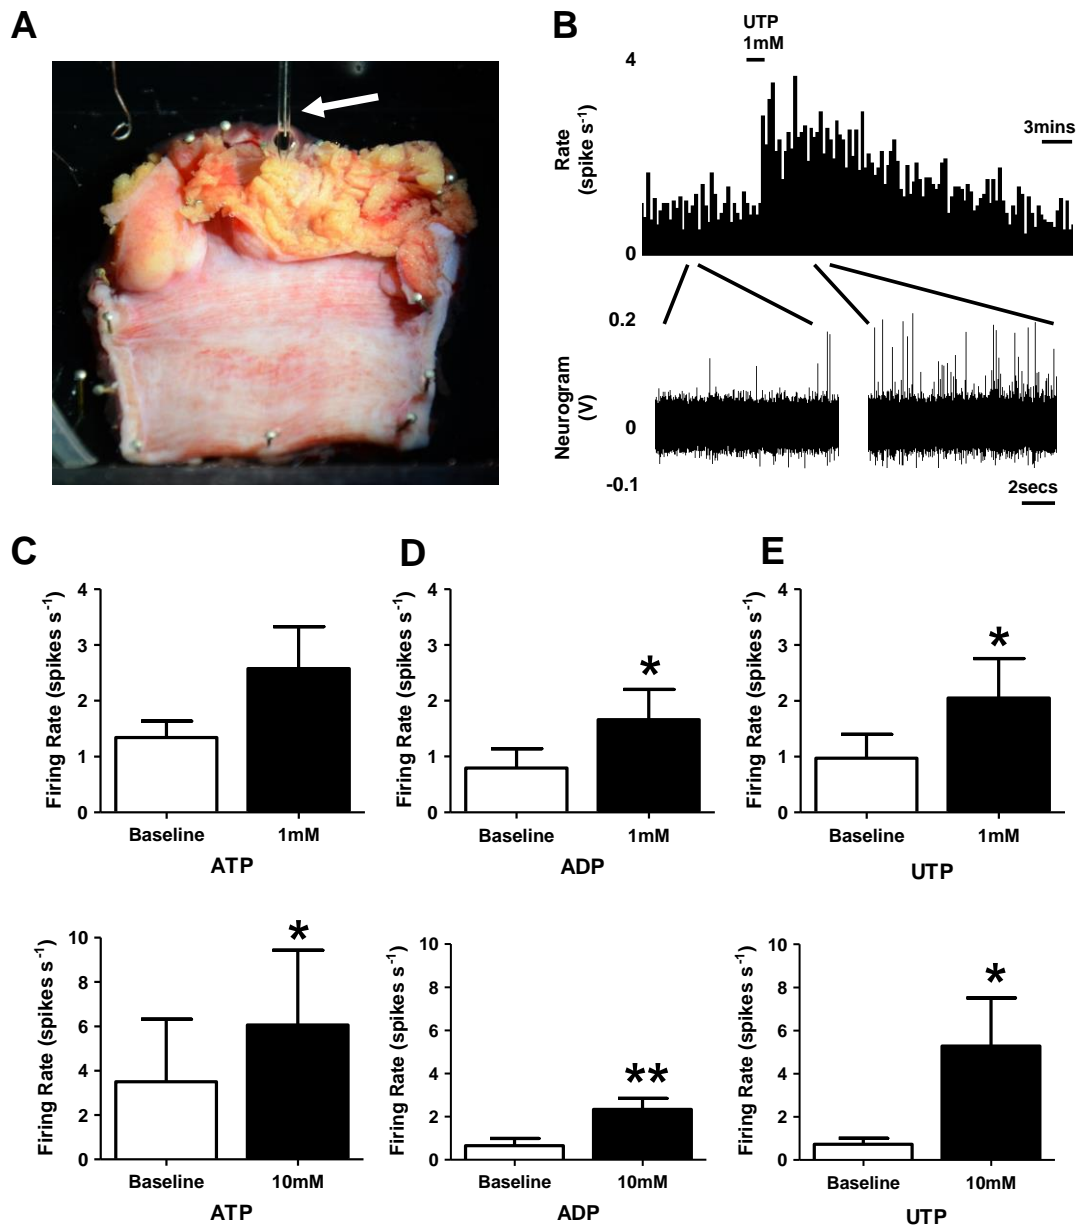 A
B
UTP
1mM
4
Rate
(spike s-1)
3mins
0
0.2
Neurogram
(V)
0
-0.1
2secs
C
D
E
4
3
2
1
0
Firing Rate (spikes s-1)
Baseline
1mM
ATP
4
3
2
1
0
Firing Rate (spikes s-1)
*
Baseline
1mM
ADP
4
3
2
1
0
Firing Rate (spikes s-1)
*
Baseline
1mM
UTP
10
8
6
4
2
0
Firing Rate (spikes s-1)
*
Baseline
10mM
ATP
10
8
6
4
2
0
Firing Rate (spikes s-1)
**
Baseline
10mM
ADP
10
8
6
4
2
0
Firing Rate (spikes s-1)
*
Baseline
10mM
UTP